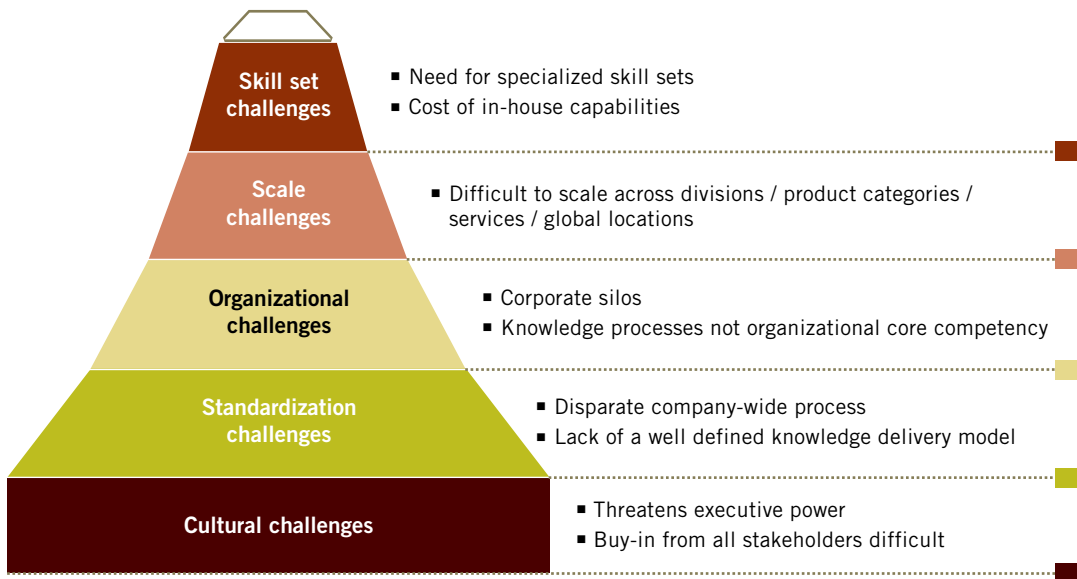 Skill set
challenges
■ Need for specialized skill sets
■ Cost of in-house capabilities
Scale
challenges
■ Difficult to scale across divisions / product categories /
services / global locations
Organizational
challenges
■ Corporate silos
■ Knowledge processes not organizational core competency
Standardization
challenges
■ Disparate company-wide process
■ Lack of a well defined knowledge delivery model
Cultural challenges
■ Threatens executive power
■ Buy-in from all stakeholders difficult